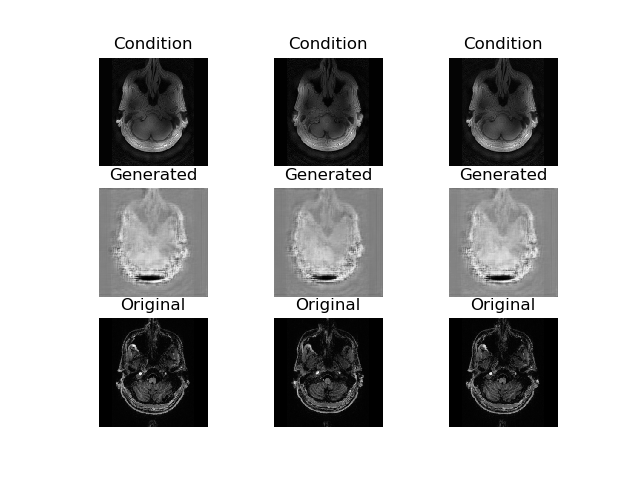 Condition Condition Condition
Generated Generated Generated
Original Original Original